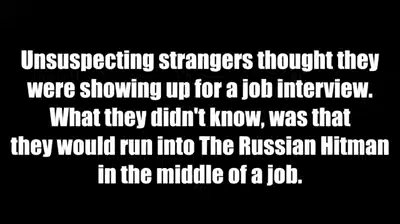 Unsuspecting strangers thought they
were showing up for a job interview.
What they didn't know, was that
they would run into The Russian Hitman
in the middle of a job.